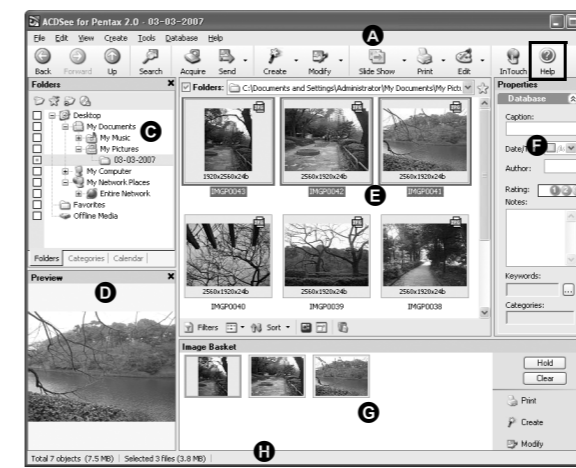 ACDSee for Pentax 2.0 - 03-03-2007
File Edit View Create Tools Database Help
A
Back Forward Up Search Acquire Send Create Modify Slide Show Print Edit InTouch Help
Folders
Desktop
My Documents
My Music
My Pictures
03-03-2007
My Computer
My Network Places
Entire Network
Favorites
Offline Media
C
Folders Categories Calendar
Preview
D
Folders: C:\Documents and Settings\Administrator\My Documents\My Pictu
1920x2560x24b 2560x1920x24b 2560x1920x24b
IMGP0043 IMGP0042 IMGP0041
E
2560x1920x24b 2560x1920x24b 2560x1920x24b
IMGP0040 IMGP0039 IMGP0038
Filters Sort
Image Basket
G
Properties
Database
Caption:
Date/
F
Author:
Rating: 1 2
Notes:
Keywords:
...
Categories:
Hold
Clear
Print
Create
Modify
Total 7 objects (7.5 MB) Selected 3 files (3.8 MB)
H